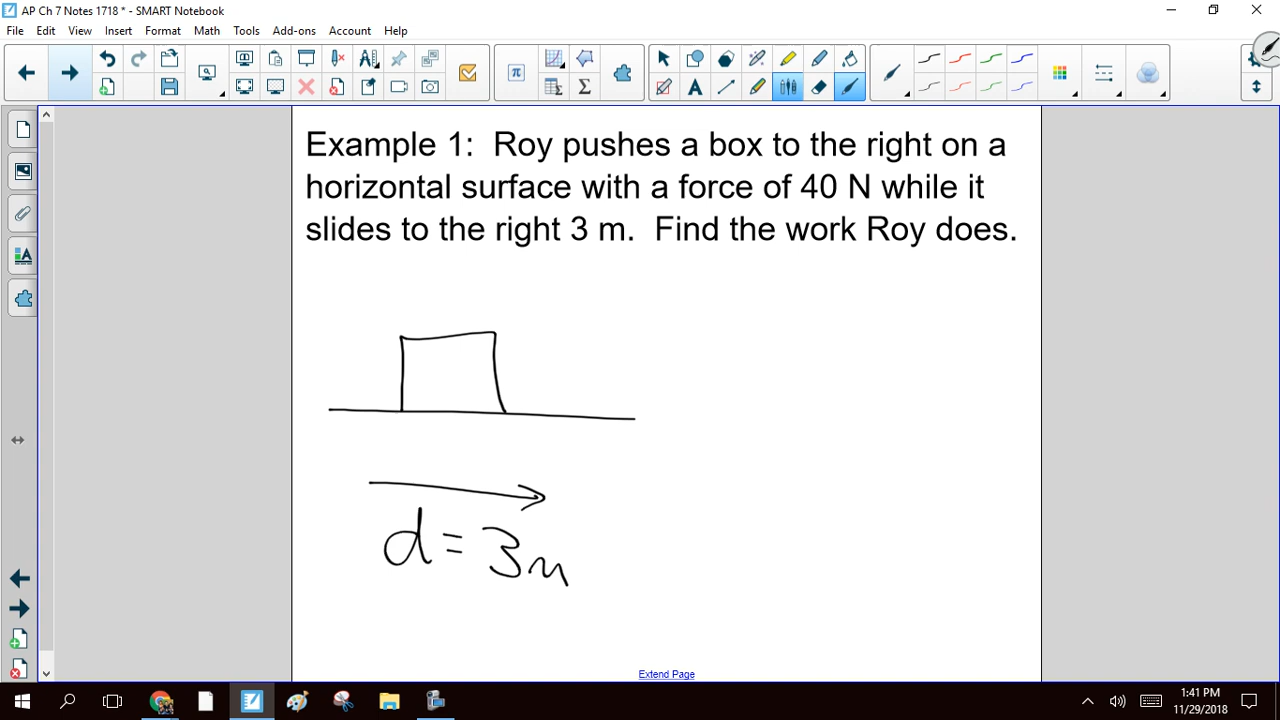 AP Ch 7 Notes 1718 * - SMART Notebook
File Edit View Insert Format Math Tools Add-ons Account Help
Example 1:  Roy pushes a box to the right on a
horizontal surface with a force of 40 N while it
slides to the right 3 m.  Find the work Roy does.
d = 3m
Extend Page
1:41 PM
11/29/2018